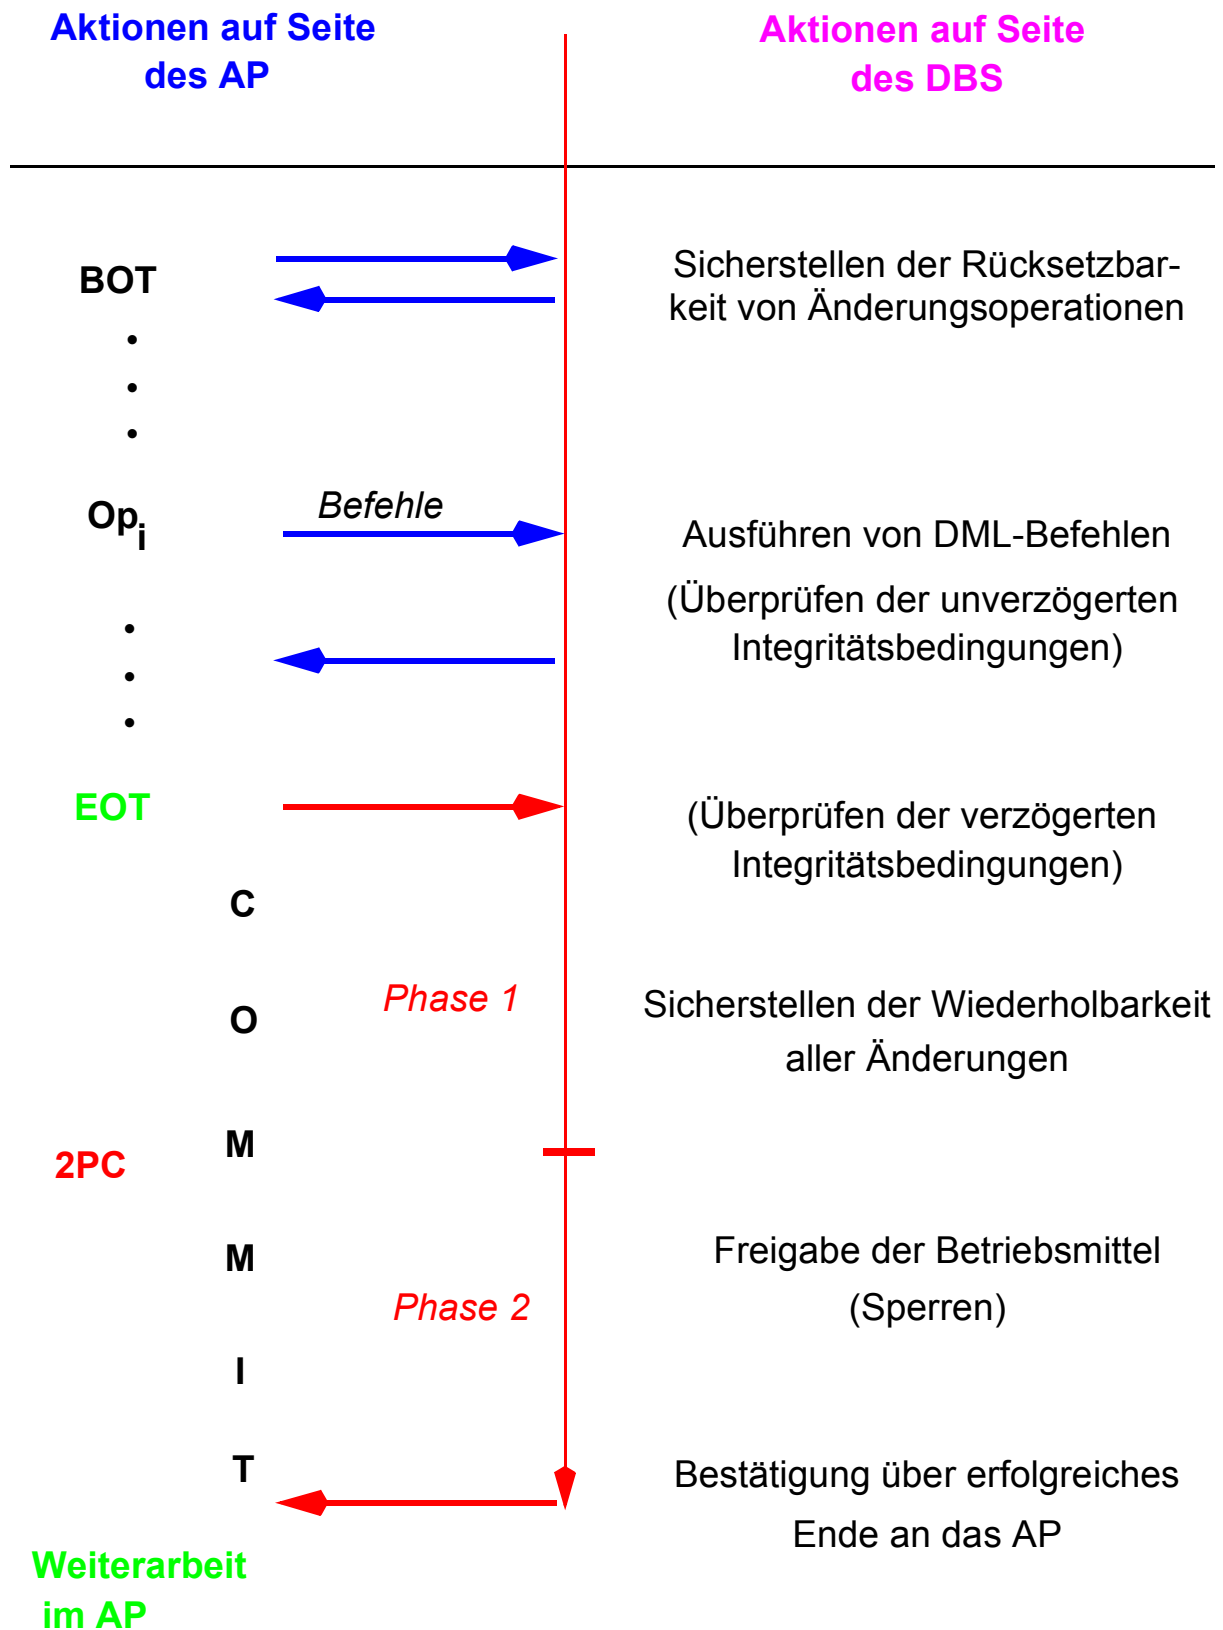 Aktionen auf Seite
des AP
Aktionen auf Seite
des DBS
BOT
Sicherstellen der Rücksetzbar-
keit von Änderungsoperationen
•
•
•
Opi
Befehle
Ausführen von DML-Befehlen
(Überprüfen der unverzögerten
Integritätsbedingungen)
•
•
•
EOT
(Überprüfen der verzögerten
Integritätsbedingungen)
C
O
Phase 1
Sicherstellen der Wiederholbarkeit
aller Änderungen
M
2PC
M
Freigabe der Betriebsmittel
Phase 2
(Sperren)
I
T
Bestätigung über erfolgreiches
Ende an das AP
Weiterarbeit
im AP